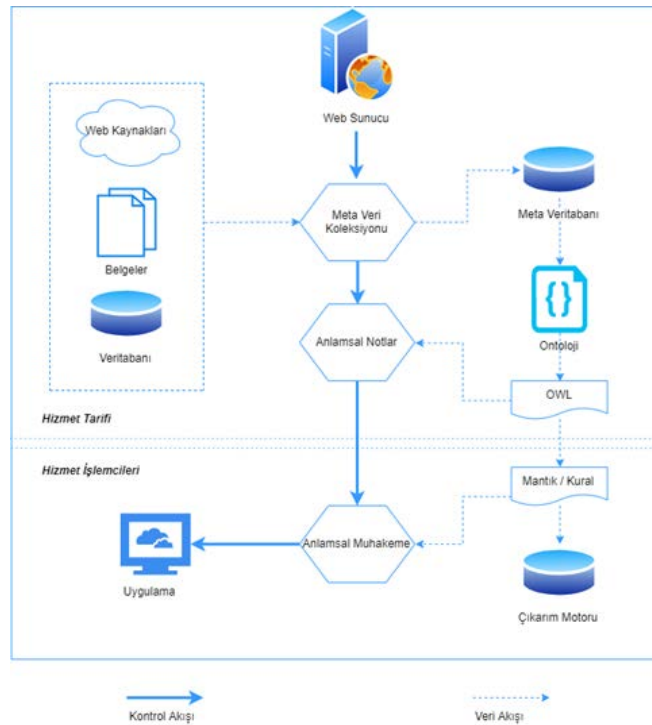 Web Sunucu
Web Kaynakları
Belgeler
Veritabanı
Meta Veri
Koleksiyonu
Meta Veritabanı
Anlamsal Notlar
Ontoloji
OWL
Hizmet Tarifi
Hizmet İşlemcileri
Mantık / Kural
Anlamsal Muhakeme
Uygulama
Çıkarım Motoru
Kontrol Akışı
Veri Akışı